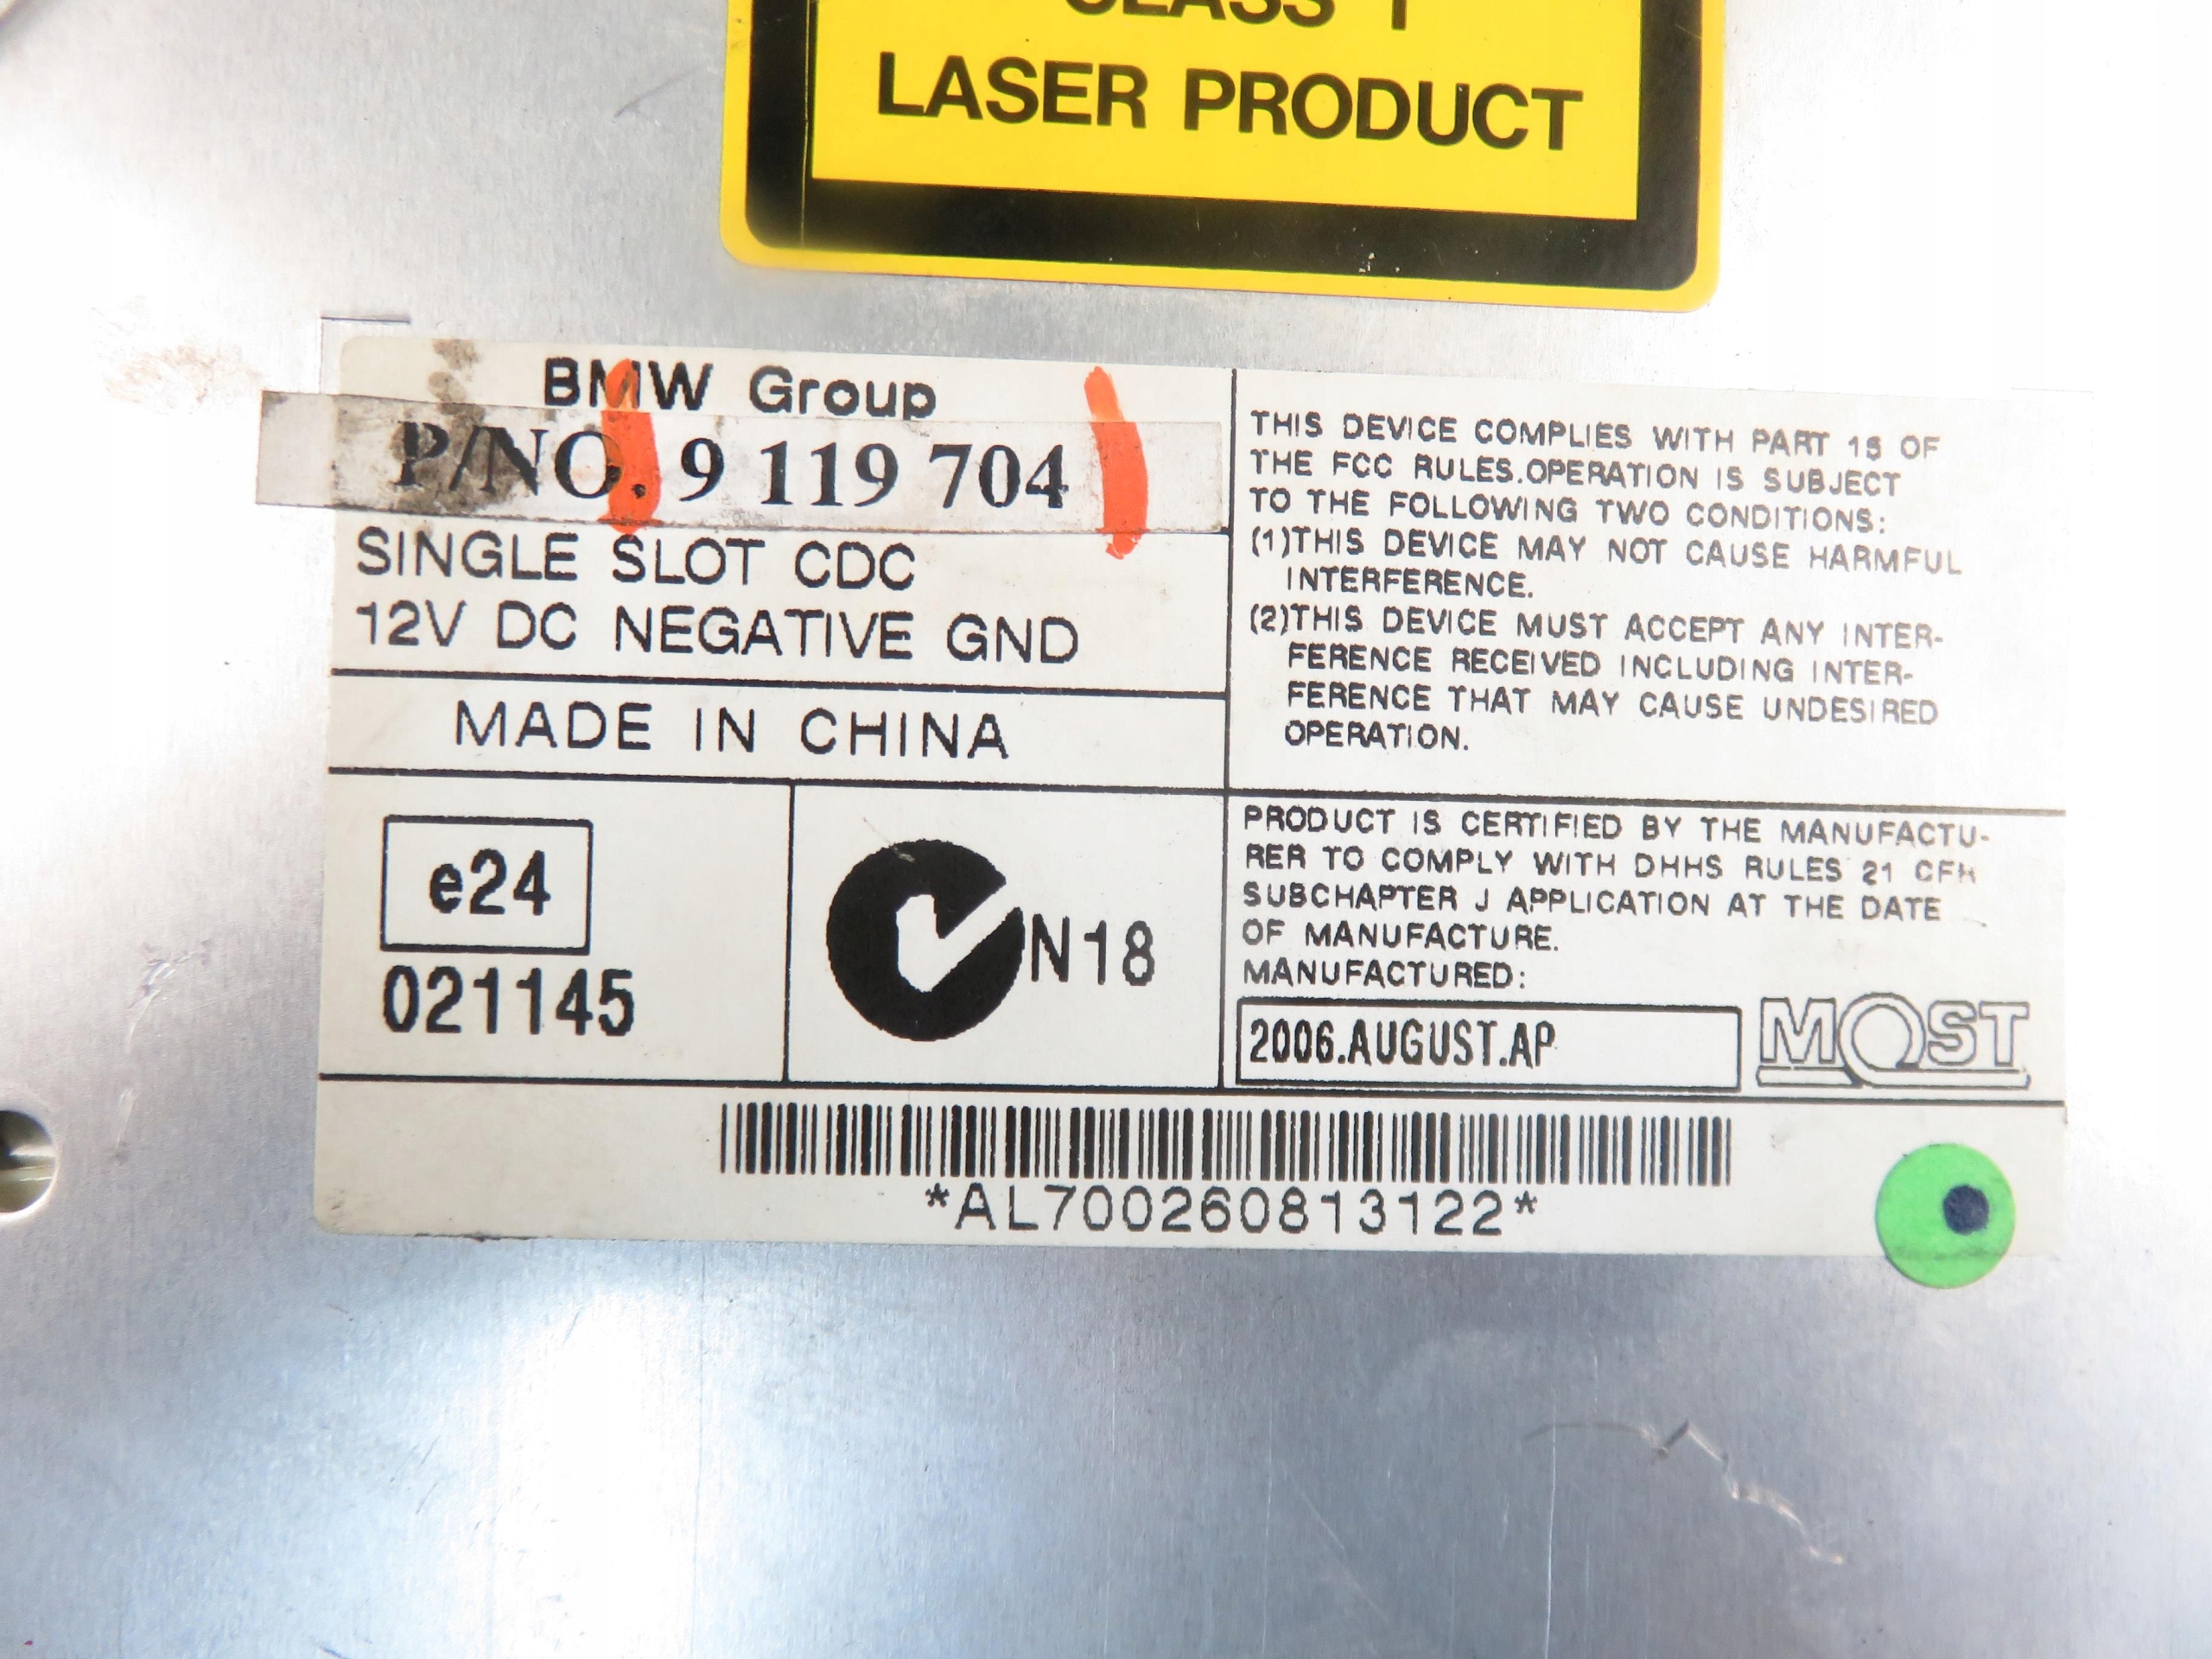 CLASS 1
LASER PRODUCT
BMW Group
P/NO. 9 119 704
SINGLE SLOT CDC
12V DC NEGATIVE GND
MADE IN CHINA
e24
021145
N18
THIS DEVICE COMPLIES WITH PART 15 OF
THE FCC RULES.OPERATION IS SUBJECT
TO THE FOLLOWING TWO CONDITIONS:
(1)THIS DEVICE MAY NOT CAUSE HARMFUL
INTERFERENCE.
(2)THIS DEVICE MUST ACCEPT ANY INTER-
FERENCE RECEIVED INCLUDING INTER-
FERENCE THAT MAY CAUSE UNDESIRED
OPERATION.
PRODUCT IS CERTIFIED BY THE MANUFACTU-
RER TO COMPLY WITH DHHS RULES 21 CFR
SUBCHAPTER J APPLICATION AT THE DATE
OF MANUFACTURE.
MANUFACTURED:
2006.AUGUST.AP
MOST
*AL700260813122*